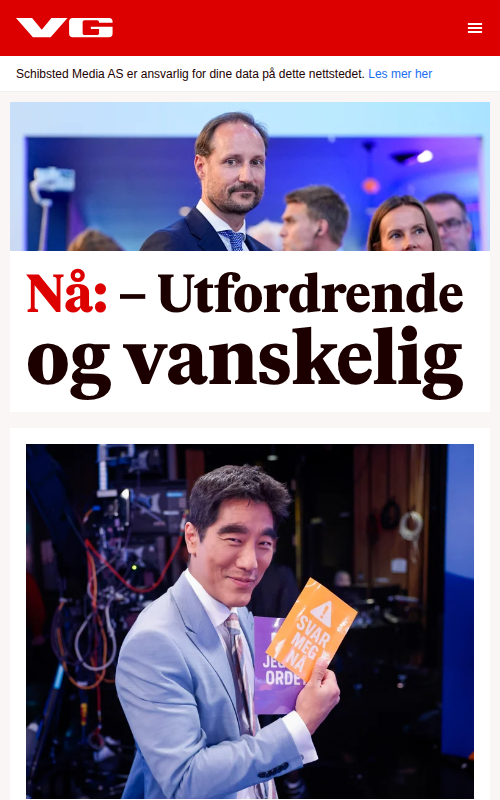 VG
Schibsted Media AS er ansvarlig for dine data på dette nettstedet. Les mer her
Nå: – Utfordrende
og vanskelig
SVAR
MEG
NÅ